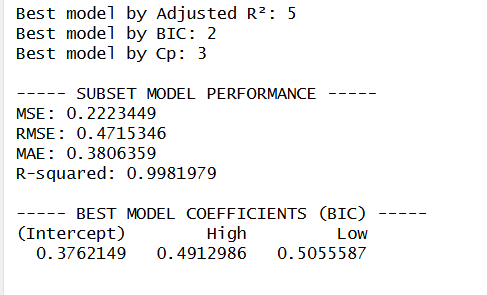 Best model by Adjusted R²: 5
Best model by BIC: 2
Best model by Cp: 3
----- SUBSET MODEL PERFORMANCE -----
MSE: 0.2223449
RMSE: 0.4715346
MAE: 0.3806359
R-squared: 0.9981979
----- BEST MODEL COEFFICIENTS (BIC) -----
(Intercept)        High         Low
  0.3762149   0.4912986   0.5055587